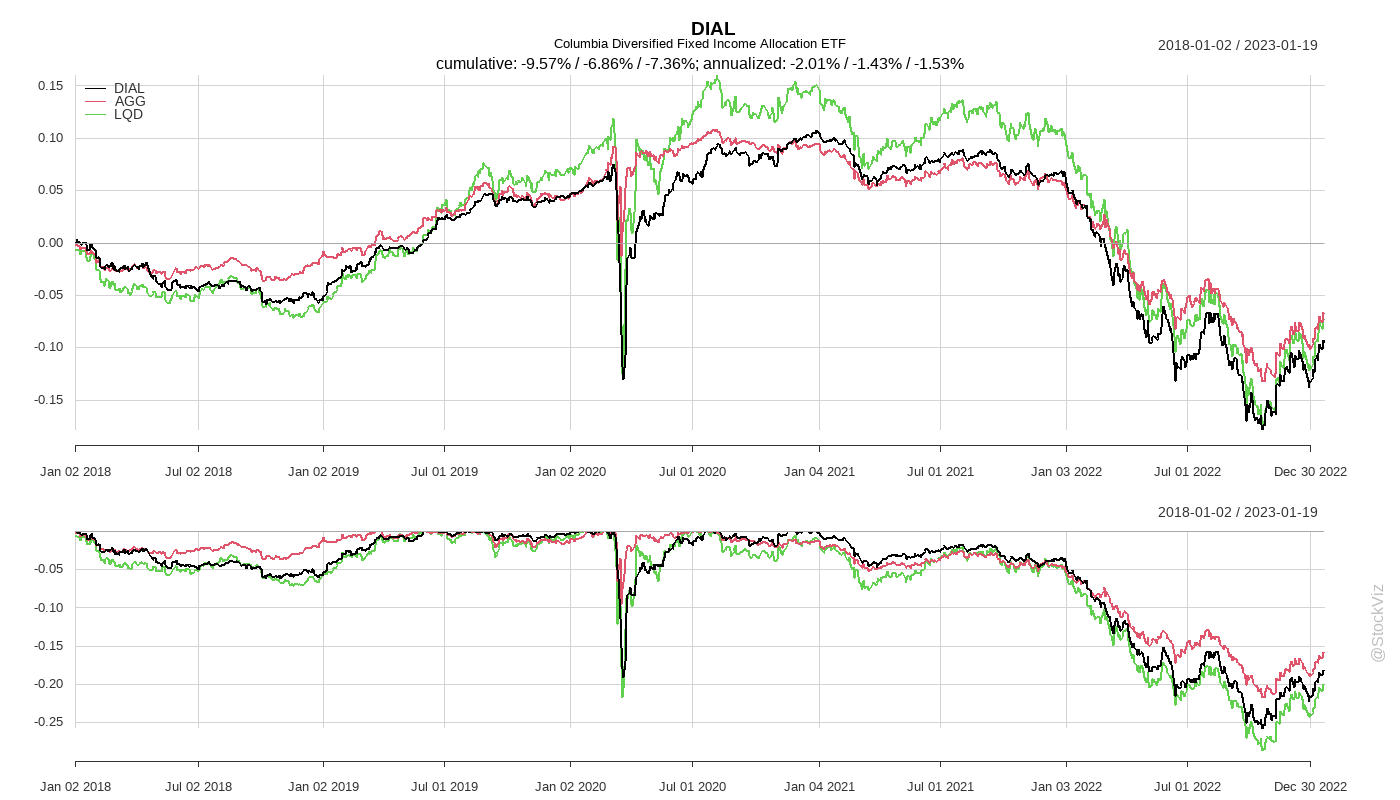 DIAL
Columbia Diversified Fixed Income Allocation ETF
2018-01-02 / 2023-01-19
cumulative: -9.57% / -6.86% / -7.36%; annualized: -2.01% / -1.43% / -1.53%
DIAL
AGG
LQD
0.15
0.10
0.05
0.00
-0.05
-0.10
-0.15
Jan 02 2018 Jul 02 2018 Jan 02 2019 Jul 01 2019 Jan 02 2020 Jul 01 2020 Jan 04 2021 Jul 01 2021 Jan 03 2022 Jul 01 2022 Dec 30 2022
2018-01-02 / 2023-01-19
-0.05
-0.10
-0.15
-0.20
-0.25
Jan 02 2018 Jul 02 2018 Jan 02 2019 Jul 01 2019 Jan 02 2020 Jul 01 2020 Jan 04 2021 Jul 01 2021 Jan 03 2022 Jul 01 2022 Dec 30 2022
@StockViz